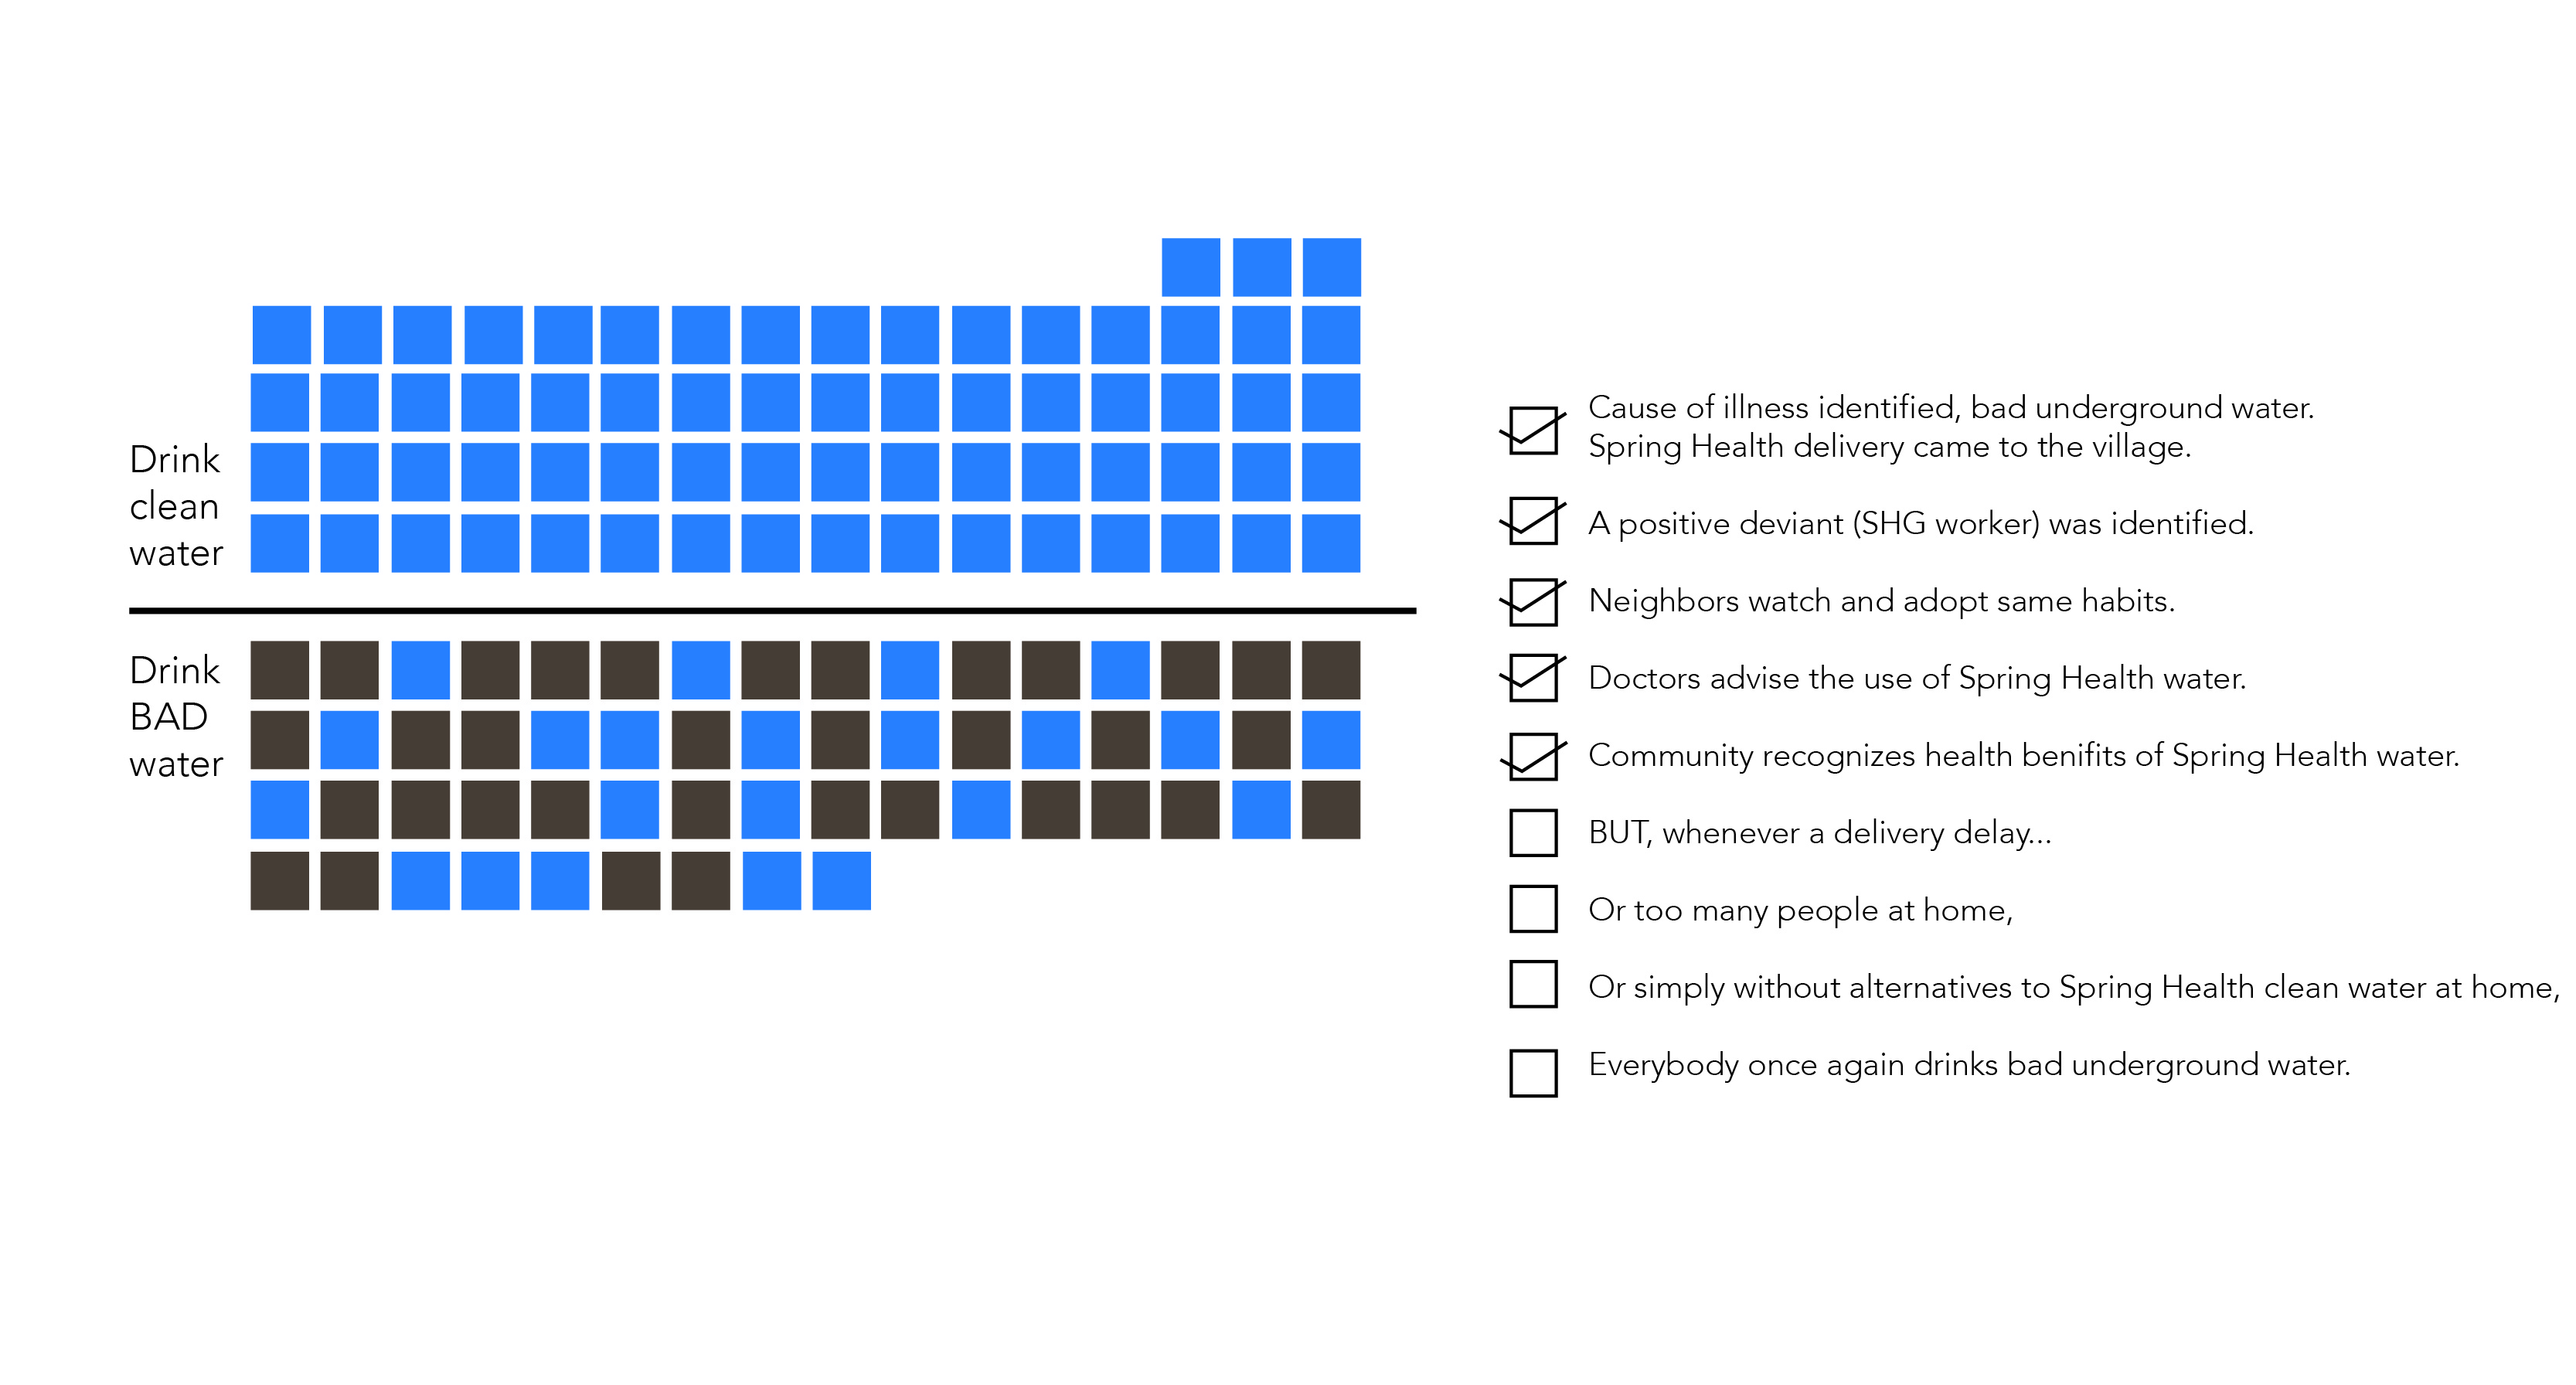 Drink
clean
water
Drink
BAD
water
Cause of illness identified, bad underground water.
Spring Health delivery came to the village.
A positive deviant (SHG worker) was identified.
Neighbors watch and adopt same habits.
Doctors advise the use of Spring Health water.
Community recognizes health benifits of Spring Health water.
BUT, whenever a delivery delay...
Or too many people at home,
Or simply without alternatives to Spring Health clean water at home,
Everybody once again drinks bad underground water.